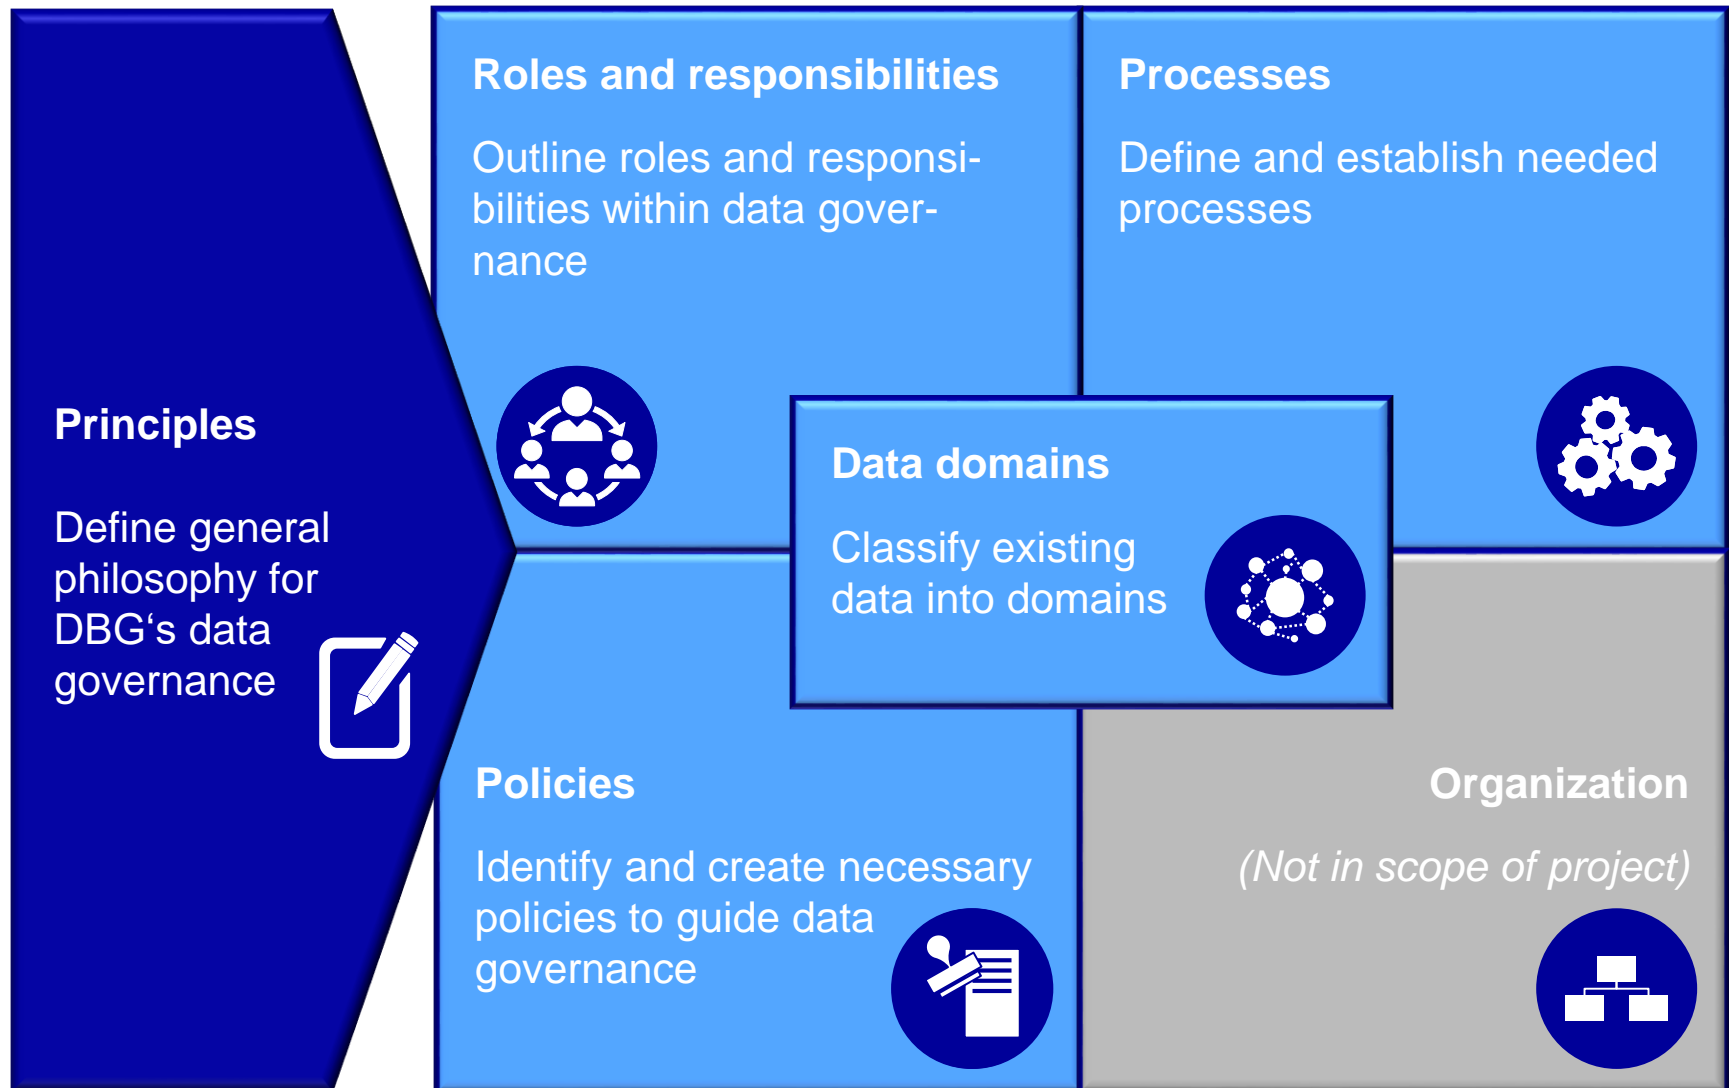 Principles
Define general
philosophy for
DBG‘s data
governance
Roles and responsibilities
Outline roles and responsi-
bilities within data gover-
nance
Processes
Define and establish needed
processes
Data domains
Classify existing
data into domains
Policies
Identify and create necessary
policies to guide data
governance
Organization
(Not in scope of project)